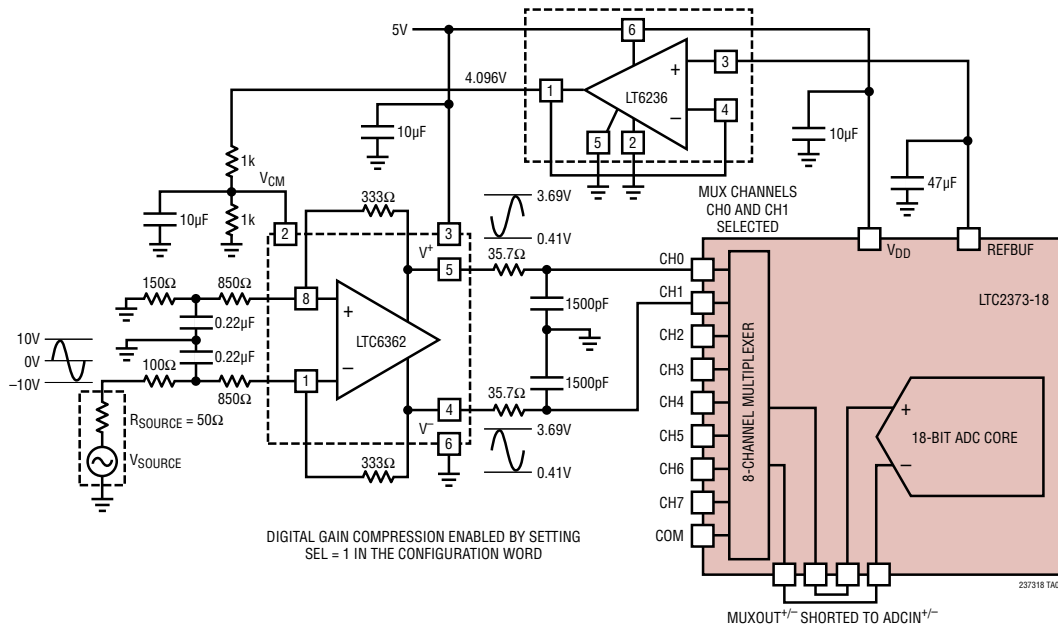 5V
6
3
4.096V
1
+
LT6236
−
4
5
2
10µF
10µF
47µF
1k
VCM
10µF
1k
333Ω
2
3
V+
3.69V
0.41V
MUX CHANNELS
CH0 AND CH1
SELECTED
VDD
REFBUF
LTC2373-18
150Ω
850Ω
8
+
5
35.7Ω
CH0
CH1
0.22µF
1500pF
LTC6362
CH2
10V
0V
–10V
0.22µF
100Ω
850Ω
1
−
1500pF
CH3
CH4
8-CHANNEL MULTIPLEXER
+
18-BIT ADC CORE
−
RSOURCE = 50Ω
VSOURCE
V−
4
35.7Ω
6
3.69V
0.41V
333Ω
CH5
CH6
CH7
COM
DIGITAL GAIN COMPRESSION ENABLED BY SETTING
SEL = 1 IN THE CONFIGURATION WORD
237318 TA0
MUXOUT+/– SHORTED TO ADCIN+/–